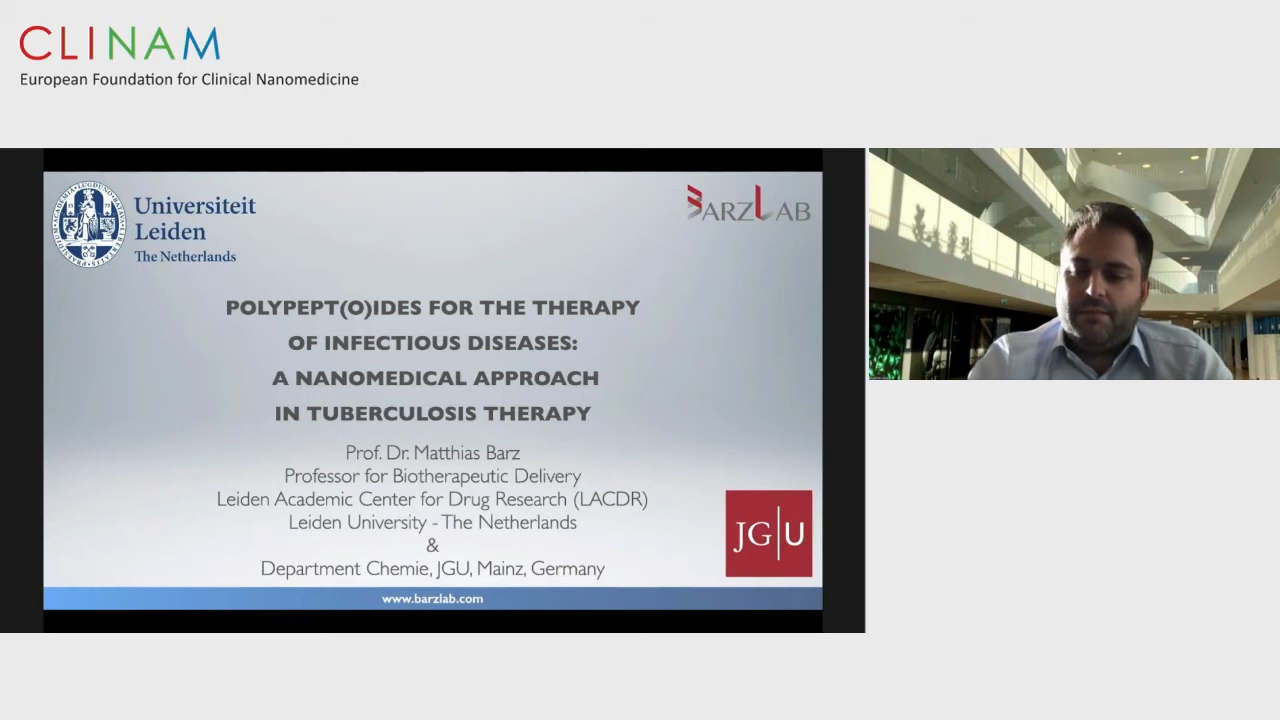 CLINAM
European Foundation for Clinical Nanomedicine
Universiteit
Leiden
The Netherlands
BARZLAB
POLYPEPT(O)IDES FOR THE THERAPY
OF INFECTIOUS DISEASES:
A NANOMEDICAL APPROACH
IN TUBERCULOSIS THERAPY
Prof. Dr. Matthias Barz
Professor for Biotherapeutic Delivery
Leiden Academic Center for Drug Research (LACDR)
Leiden University - The Netherlands
&
Department Chemie, JGU, Mainz, Germany
JG|U
www.barzlab.com